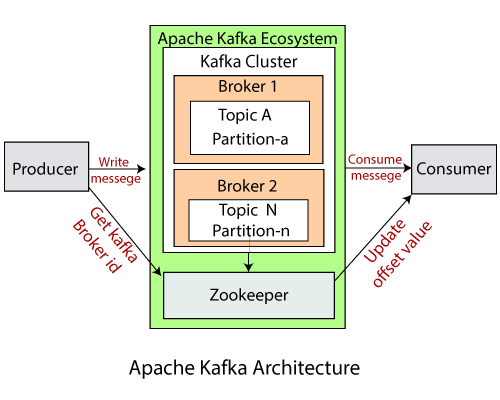 Apache Kafka Ecosystem
Kafka Cluster
Broker 1
Topic A
Partition-a
Broker 2
Topic N
Partition-n
Zookeeper
Producer
Write
messege
Get kafka
Broker id
Consume
messege
Consumer
Update
offset value
Apache Kafka Architecture